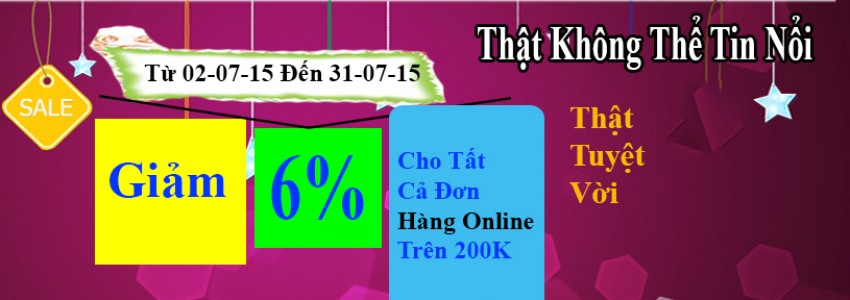 Thật Không Thể Tin Nổi
Từ 02-07-15 Đến 31-07-15
SALE
Giảm
6%
Cho Tất
Cả Đơn
Hàng Online
Trên 200K
Thật
Tuyệt
Vời